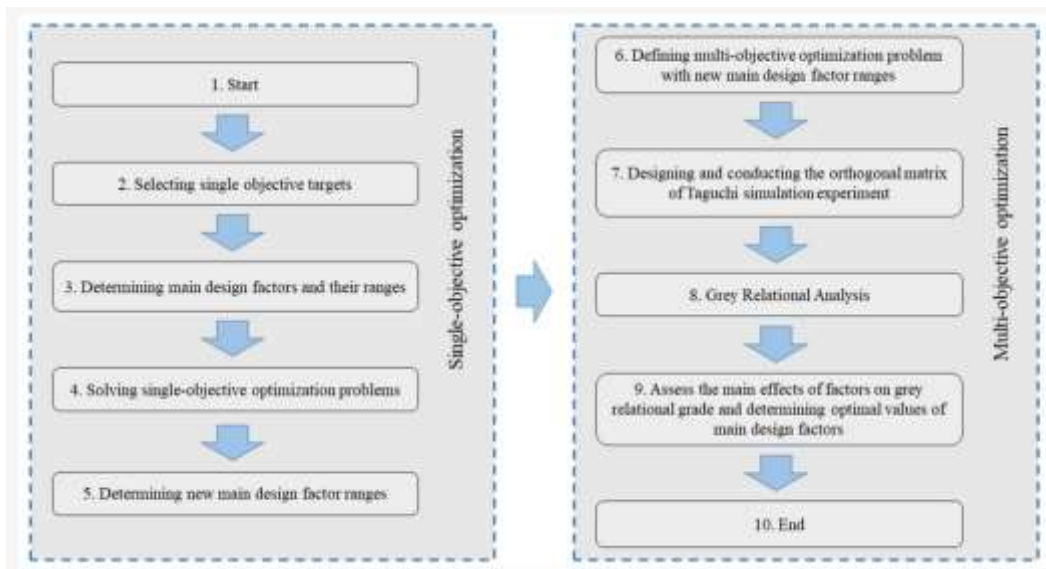 1. Start
2. Selecting single objective targets
3. Determining main design factors and their ranges
4. Solving single-objective optimization problems
5. Determining new main design factor ranges
Single-objective optimization
6. Defining multi-objective optimization problem
with new main design factor ranges
7. Designing and conducting the orthogonal matrix
of Taguchi simulation experiment
8. Grey Relational Analysis
9. Assess the main effects of factors on grey
relational grade and determining optimal values of
main design factors
10. End
Multi-objective optimization